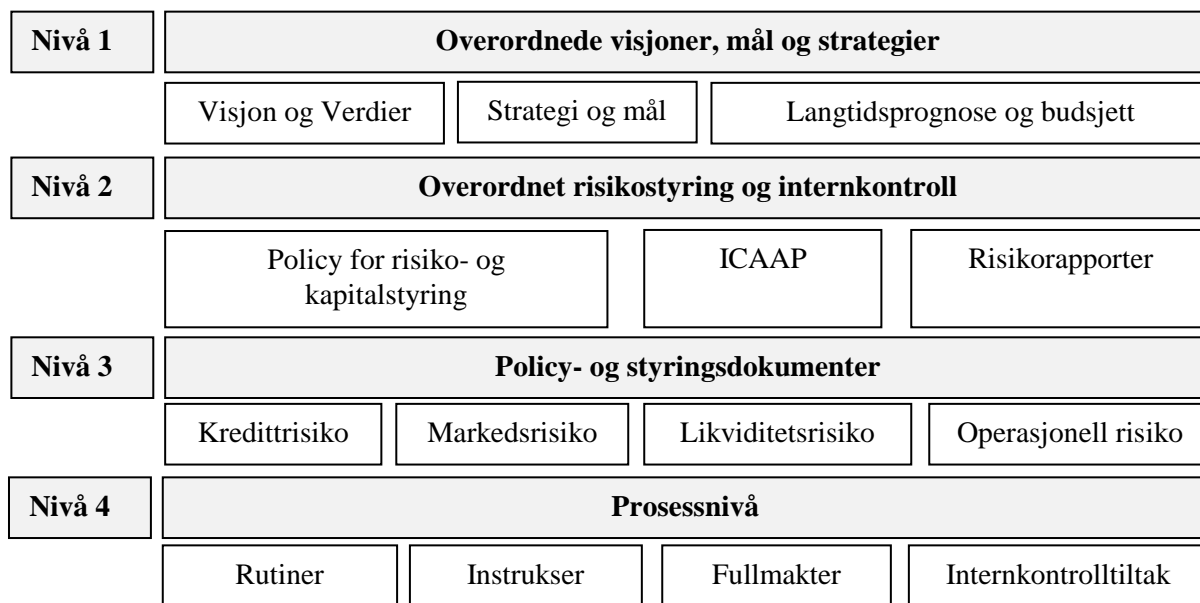 Nivå 1
Overordnede visjoner, mål og strategier
Visjon og Verdier
Strategi og mål
Langtidsprognose og budsjett
Nivå 2
Overordnet risikostyring og internkontroll
Policy for risiko- og
kapitalstyring
ICAAP
Risikorapporter
Nivå 3
Policy- og styringsdokumenter
Kredittrisiko
Markedsrisiko
Likviditetsrisiko
Operasjonell risiko
Nivå 4
Prosessnivå
Rutiner
Instrukser
Fullmakter
Internkontrolltiltak